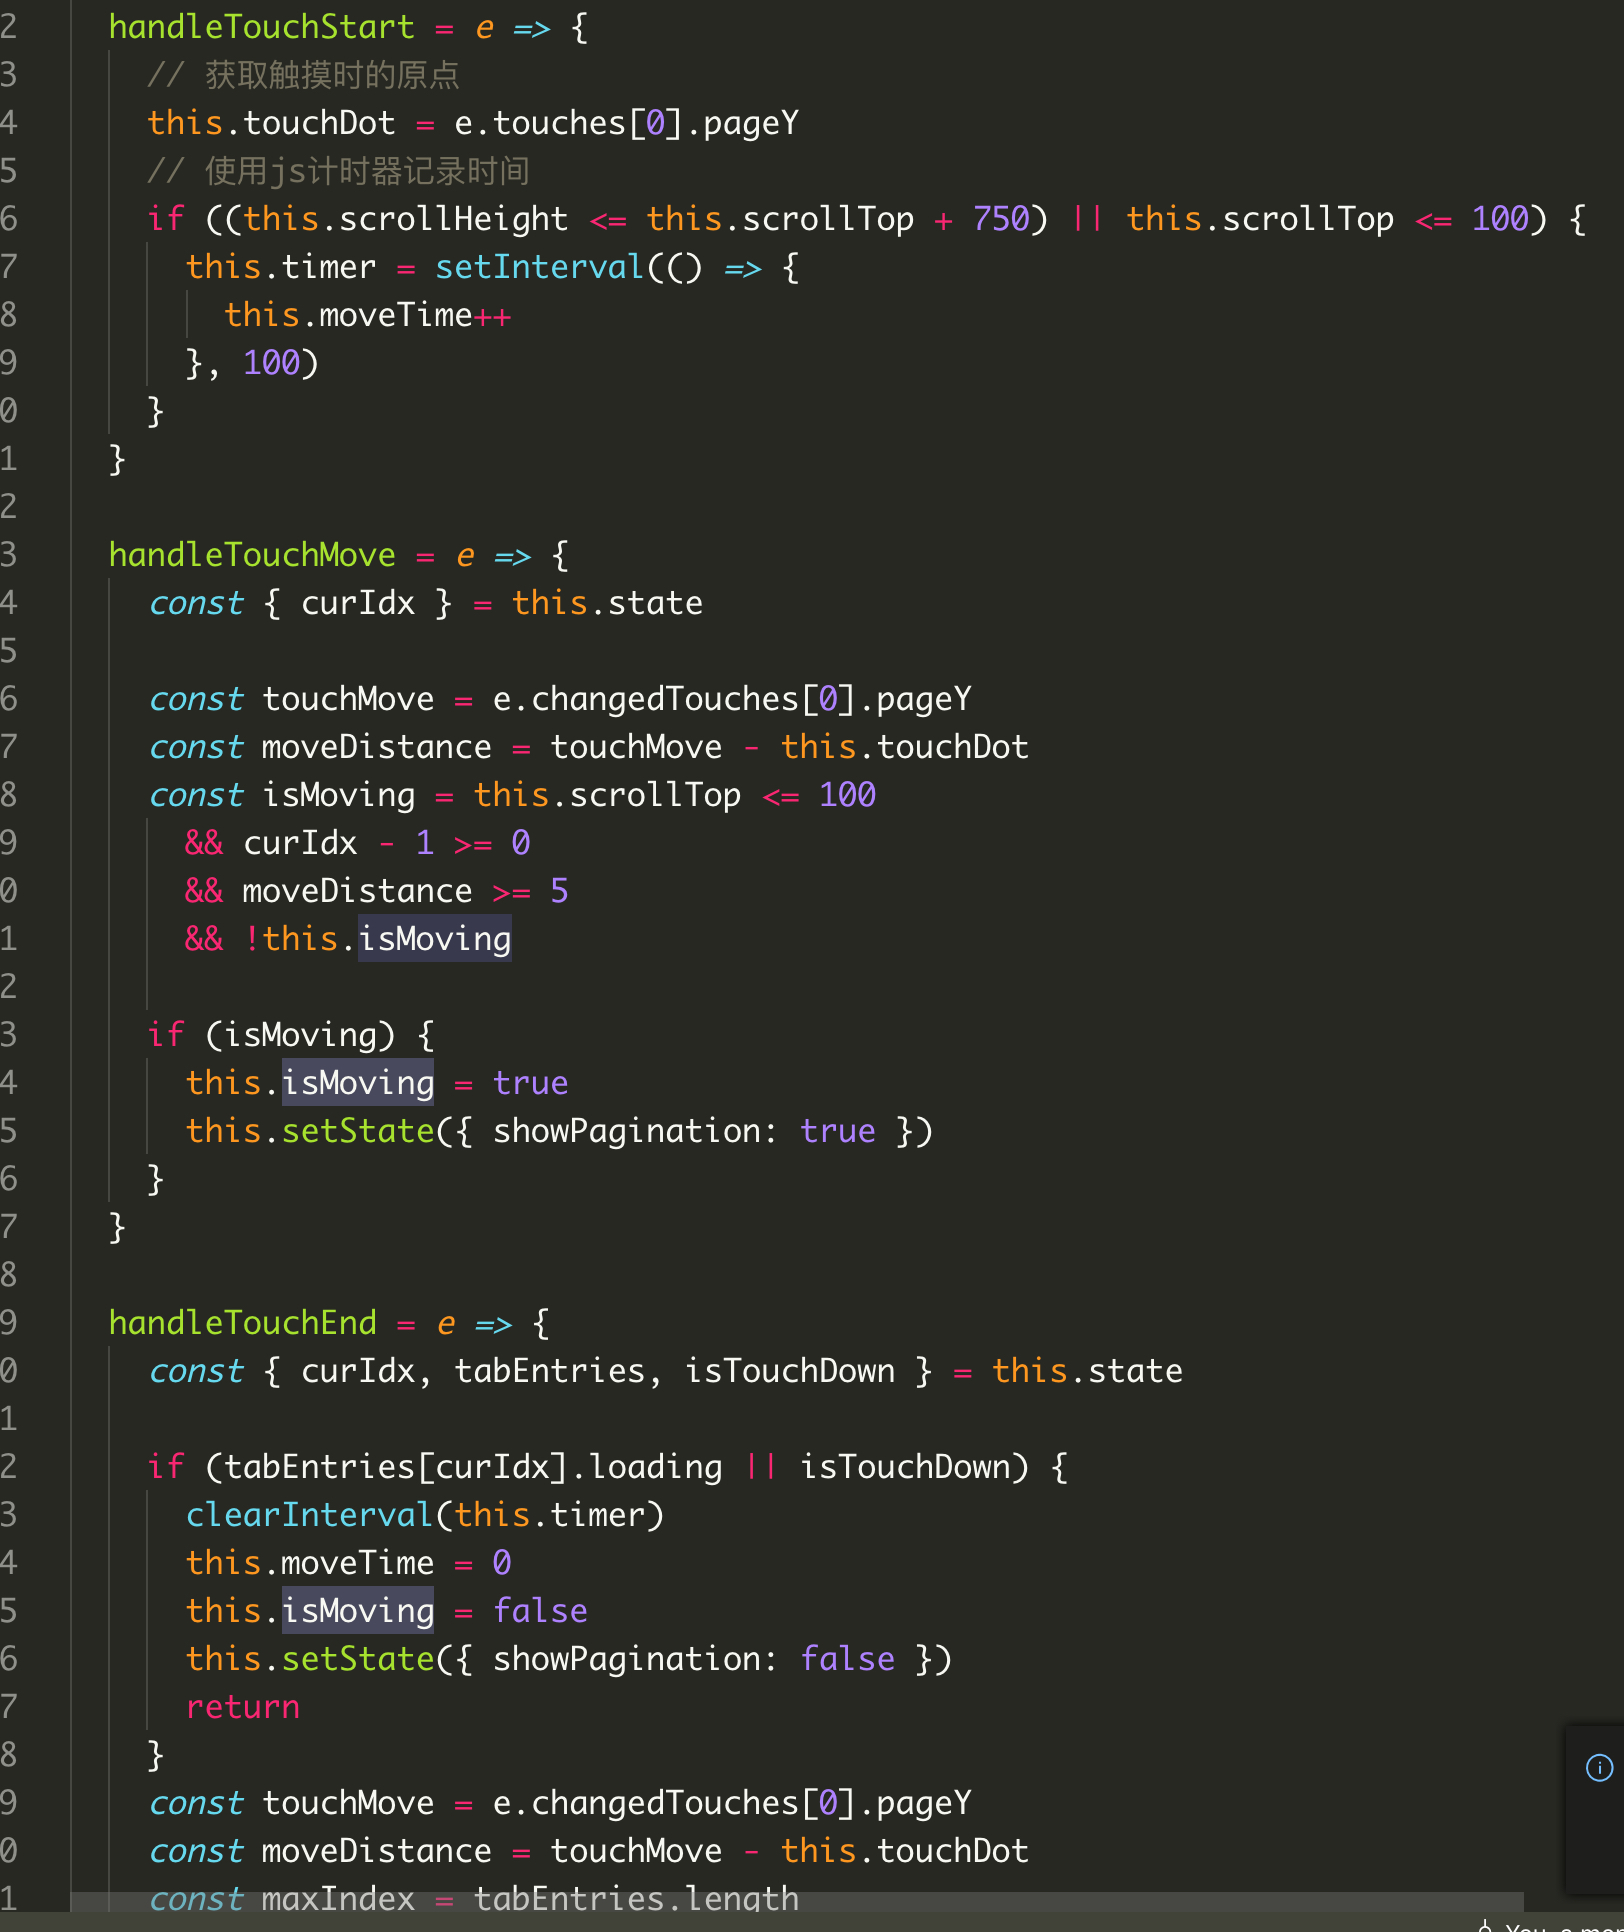 2 handleTouchStart = e => {
3 // 获取触摸时的原点
4 this.touchDot = e.touches[0].pageY
5 // 使用js计时器记录时间
6 if ((this.scrollHeight <= this.scrollTop + 750) || this.scrollTop <= 100) {
7 this.timer = setInterval(() => {
8 this.moveTime++
9 }, 100)
0 }
1 }
2
3 handleTouchMove = e => {
4 const { curIdx } = this.state
5
6 const touchMove = e.changedTouches[0].pageY
7 const moveDistance = touchMove - this.touchDot
8 const isMoving = this.scrollTop <= 100
9 && curIdx - 1 >= 0
0 && moveDistance >= 5
1 && !this.isMoving
2
3 if (isMoving) {
4 this.isMoving = true
5 this.setState({ showPagination: true })
6 }
7 }
8
9 handleTouchEnd = e => {
0 const { curIdx, tabEntries, isTouchDown } = this.state
1
2 if (tabEntries[curIdx].loading || isTouchDown) {
3 clearInterval(this.timer)
4 this.moveTime = 0
5 this.isMoving = false
6 this.setState({ showPagination: false })
7 return
8 }
9 const touchMove = e.changedTouches[0].pageY
0 const moveDistance = touchMove - this.touchDot
1 const maxIndex = tabEntries.length